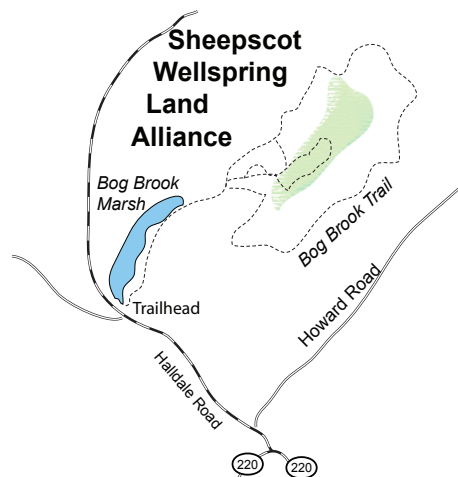 Sheepscot
Wellspring
Land
Alliance
Bog Brook
Marsh
Bog Brook Trail
Trailhead
Howard Road
Halldale Road
220
220